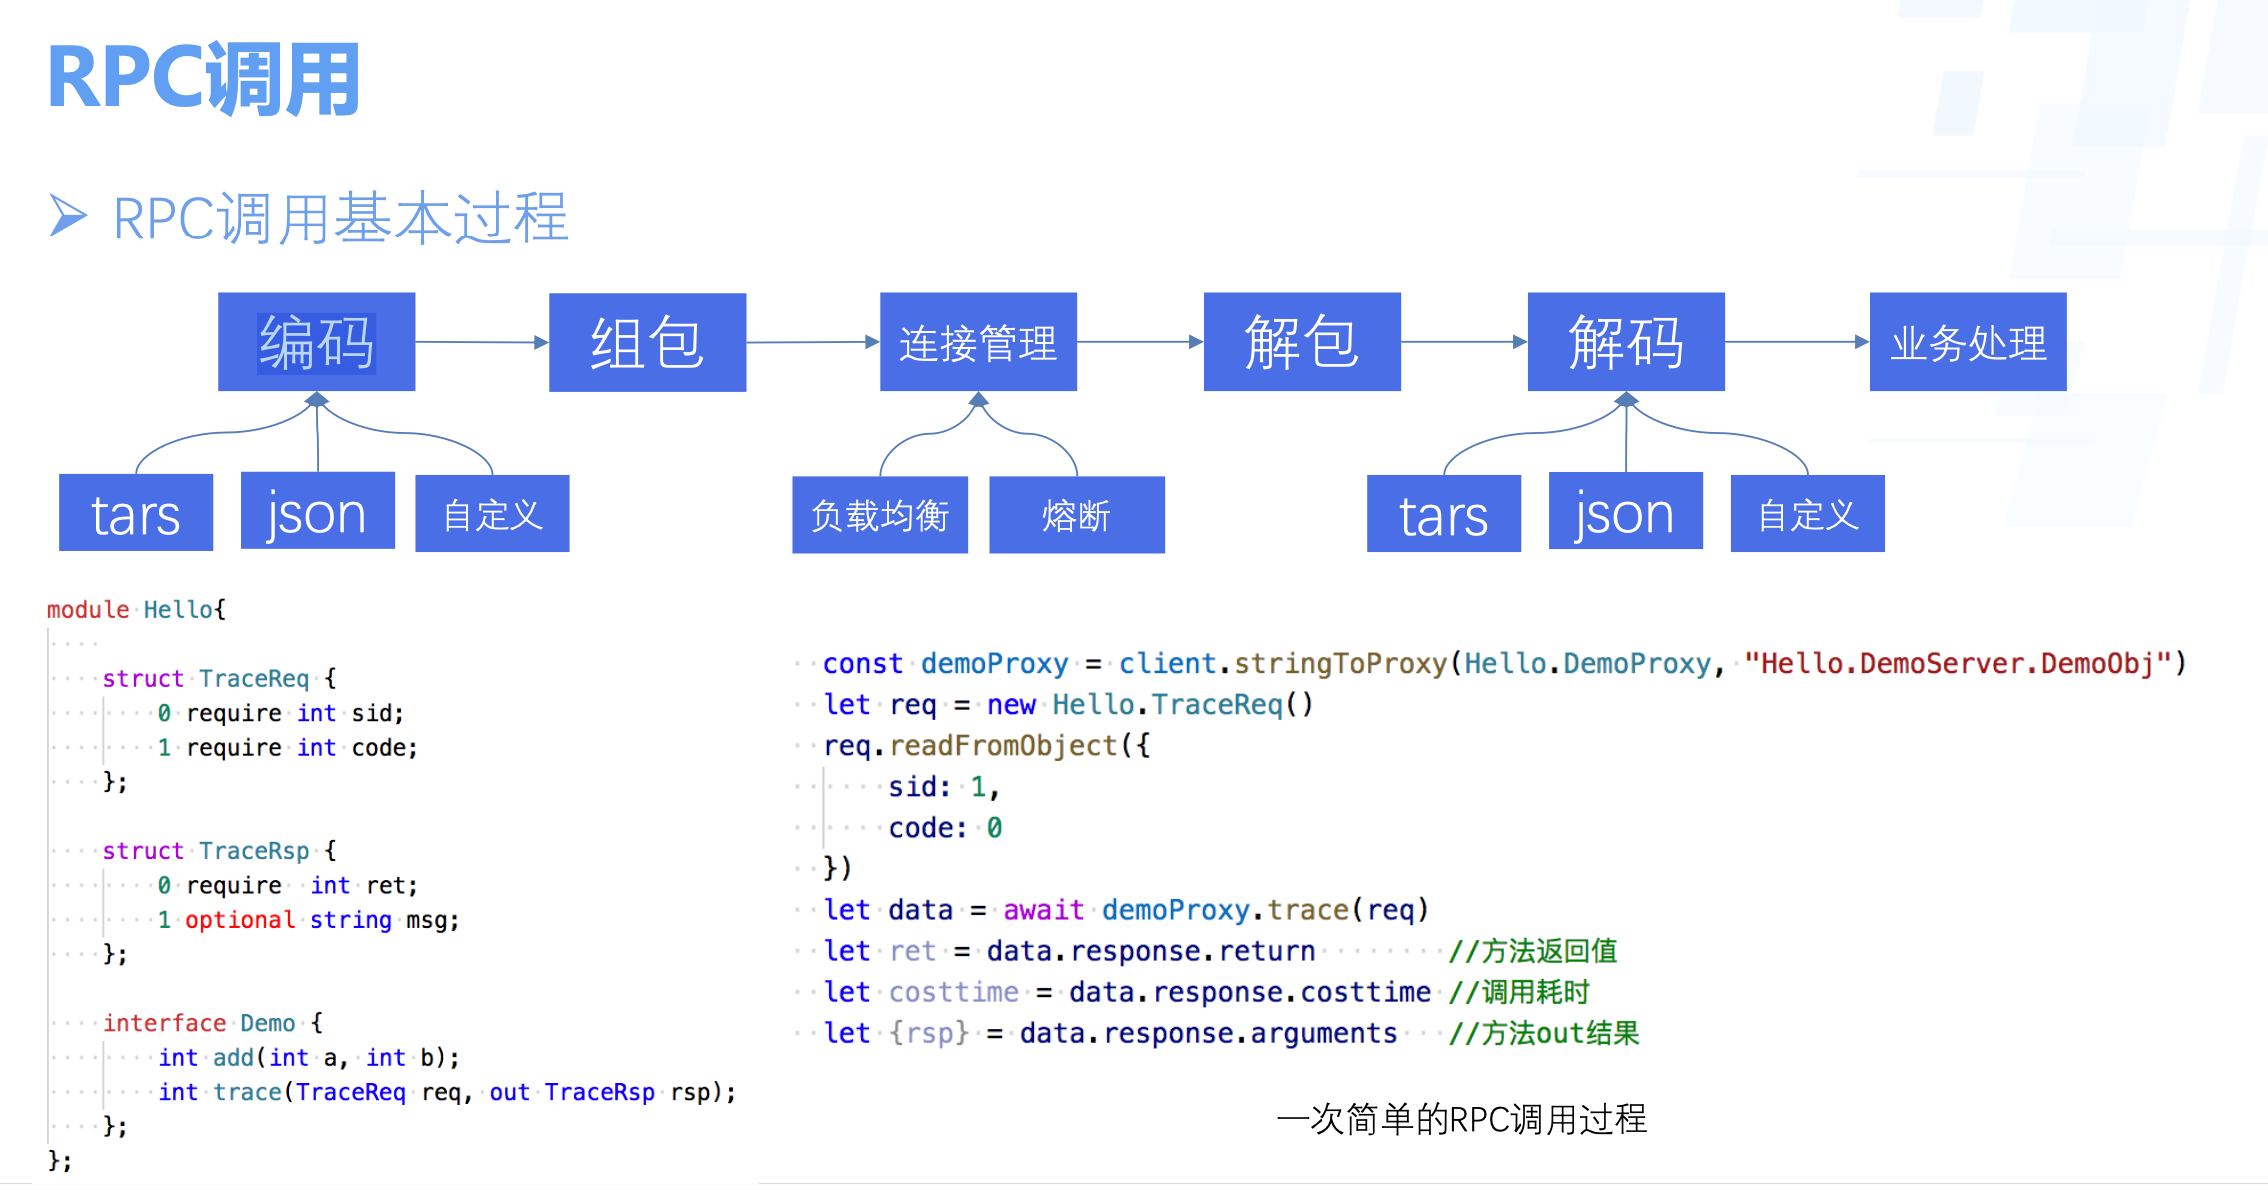 RPC调用
RPC调用基本过程
编码
组包
连接管理
解包
解码
业务处理
tars
json
自定义
负载均衡
熔断
tars
json
自定义
module Hello{
struct TraceReq {
0 require int sid;
1 require int code;
};
struct TraceRsp {
0 require int ret;
1 optional string msg;
};
interface Demo {
int add(int a, int b);
int trace(TraceReq req, out TraceRsp rsp);
};
};
const demoProxy = client.stringToProxy(Hello.DemoProxy, "Hello.DemoServer.DemoObj")
let req = new Hello.TraceReq()
req.readFromObject({
sid: 1,
code: 0
})
let data = await demoProxy.trace(req)
let ret = data.response.return //方法返回值
let costtime = data.response.costtime //调用耗时
let {rsp} = data.response.arguments //方法out结果
一次简单的RPC调用过程